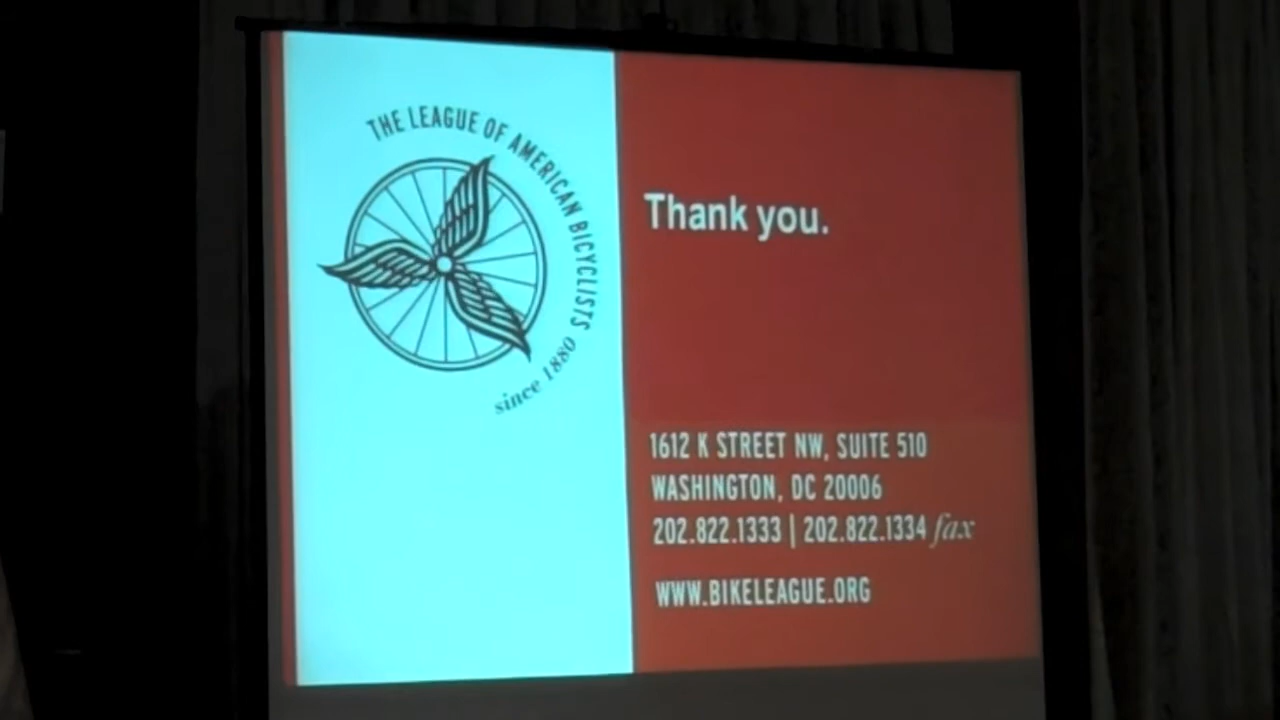 THE LEAGUE OF AMERICAN BICYCLISTS
since 1880
Thank you.
1612 K STREET NW, SUITE 510
WASHINGTON, DC 20006
202.822.1333 | 202.822.1334 fax
WWW.BIKELEAGUE.ORG